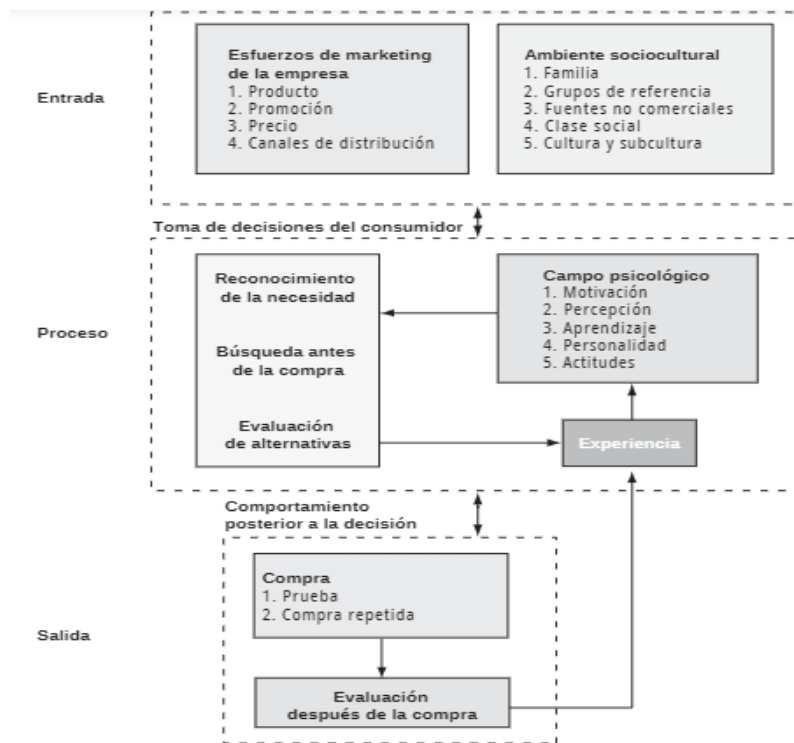 Entrada
Esfuerzos de marketing
de la empresa
1. Producto
2. Promoción
3. Precio
4. Canales de distribución
Ambiente sociocultural
1. Familia
2. Grupos de referencia
3. Fuentes no comerciales
4. Clase social
5. Cultura y subcultura
Toma de decisiones del consumidor
Proceso
Reconocimiento
de la necesidad
Búsqueda antes
de la compra
Evaluación
de alternativas
Campo psicológico
1. Motivación
2. Percepción
3. Aprendizaje
4. Personalidad
5. Actitudes
Experiencia
Comportamiento
posterior a la decisión
Salida
Compra
1. Prueba
2. Compra repetida
Evaluación
después de la compra